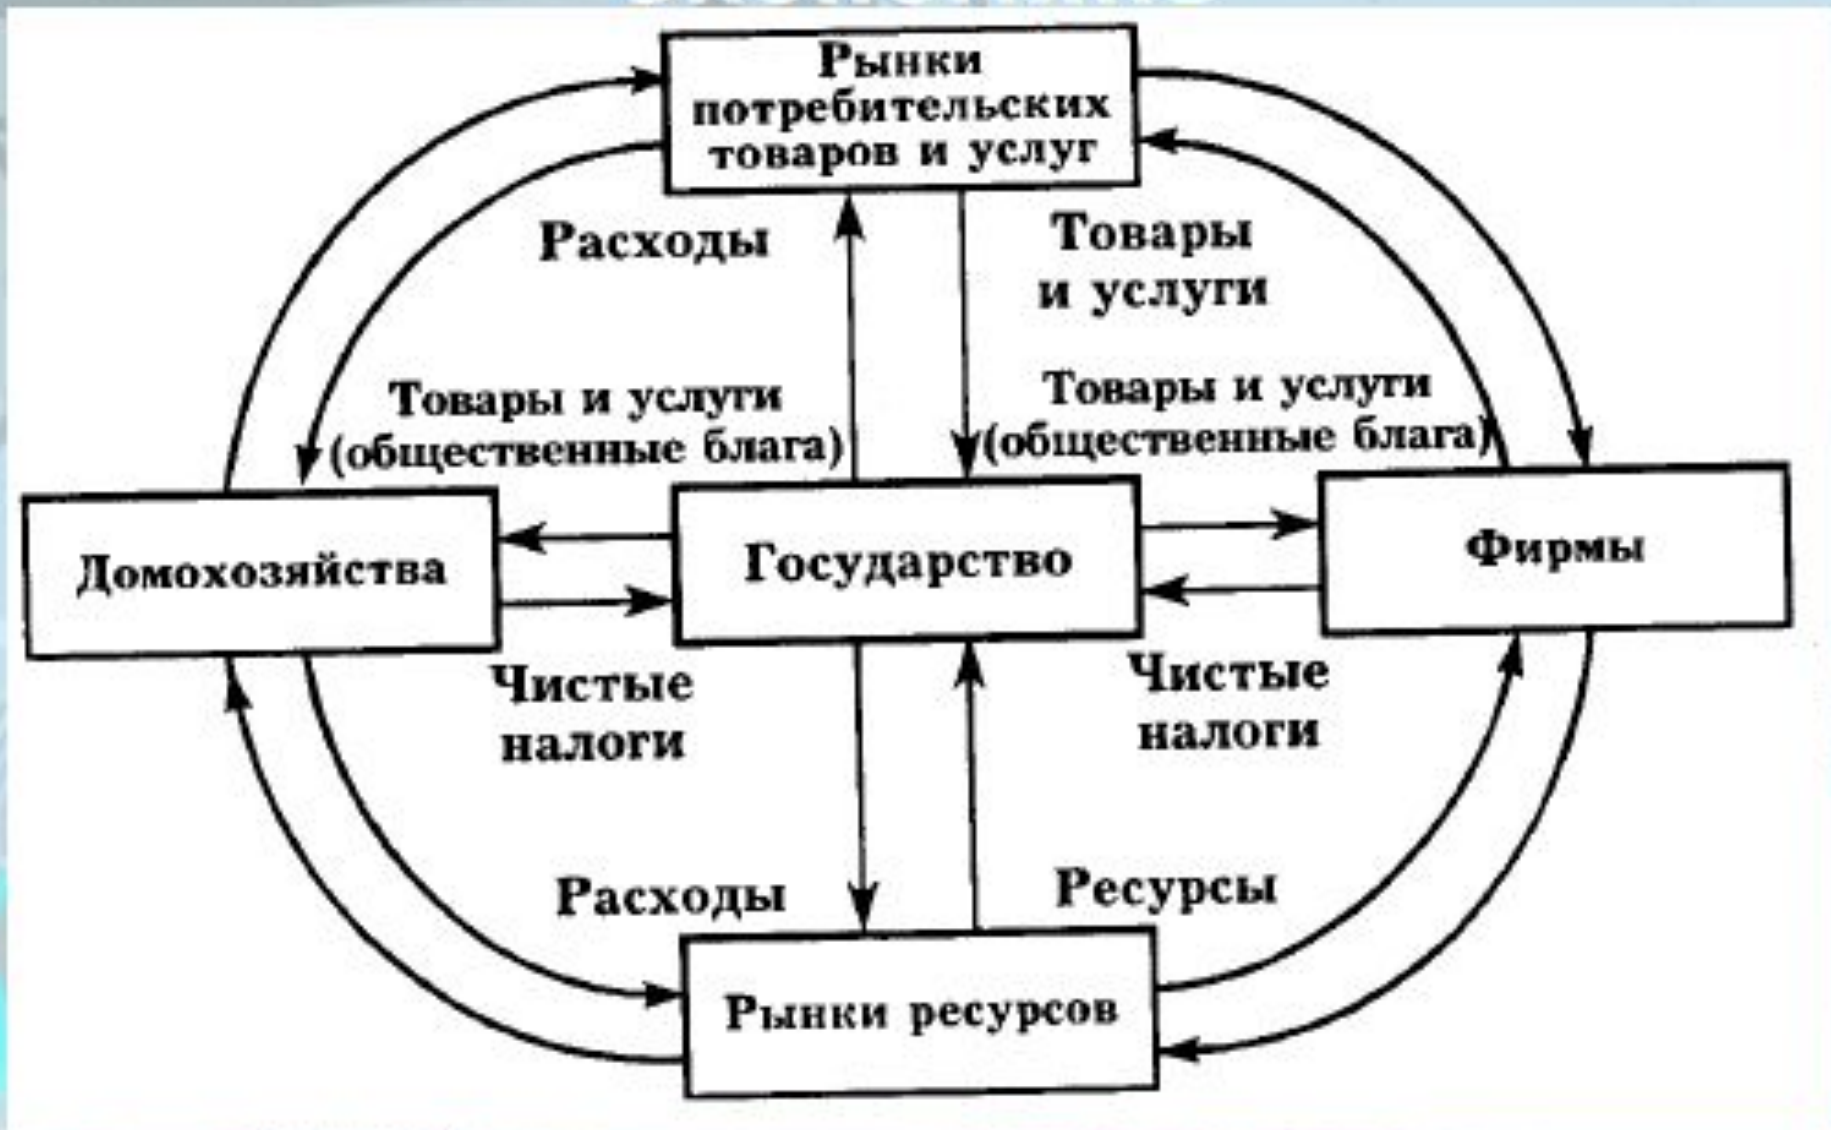 Рынки
потребительских
товаров и услуг
Расходы
Товары
и услуги
Товары и услуги
(общественные блага)
Товары и услуги
(общественные блага)
Домохозяйства
Государство
Фирмы
Чистые
налоги
Чистые
налоги
Расходы
Ресурсы
Рынки ресурсов